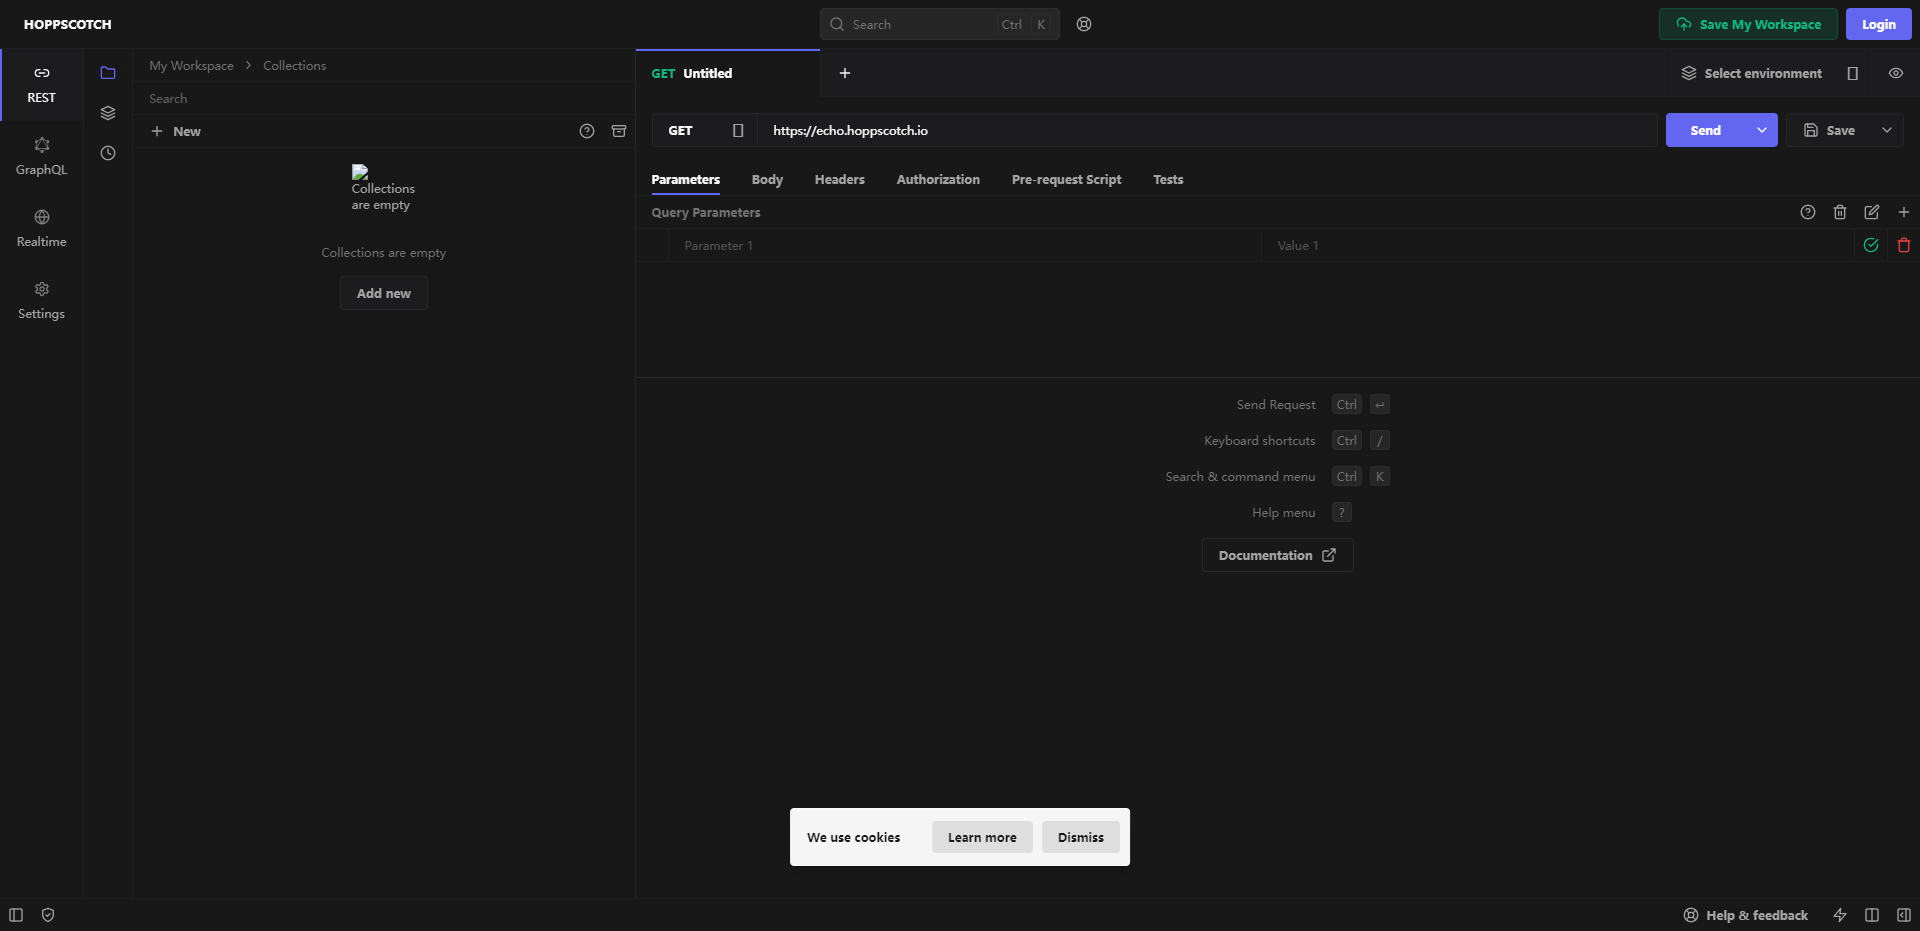 HOPPSCOTCH
Search Ctrl K
Save My Workspace
Login
REST
GraphQL
Realtime
Settings
My Workspace > Collections
Search
+ New
Collections
are empty
Collections are empty
Add new
GET Untitled
+
Select environment
GET
https://echo.hoppscotch.io
Send
Save
Parameters Body Headers Authorization Pre-request Script Tests
Query Parameters
Parameter 1 Value 1
Send Request Ctrl ↩
Keyboard shortcuts Ctrl /
Search & command menu Ctrl K
Help menu ?
Documentation
We use cookies Learn more Dismiss
Help & feedback